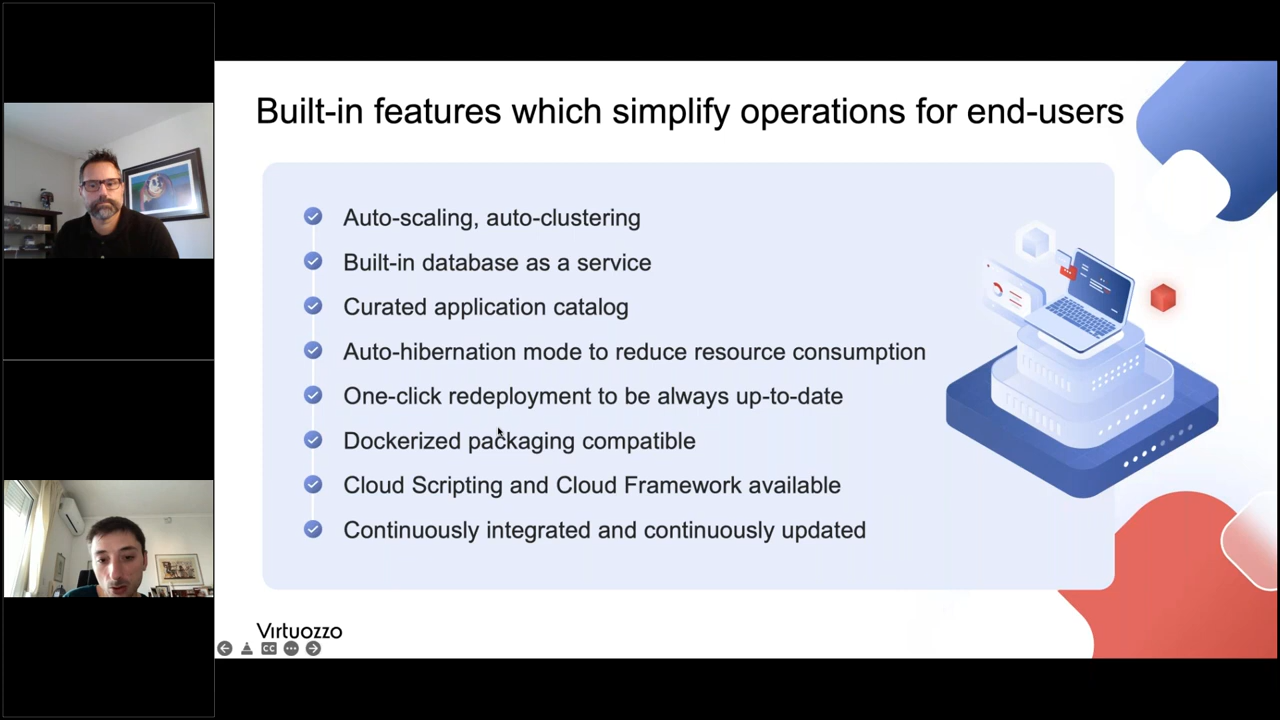 Built-in features which simplify operations for end-users
Auto-scaling, auto-clustering
Built-in database as a service
Curated application catalog
Auto-hibernation mode to reduce resource consumption
One-click redeployment to be always up-to-date
Dockerized packaging compatible
Cloud Scripting and Cloud Framework available
Continuously integrated and continuously updated
Virtuozzo
CC